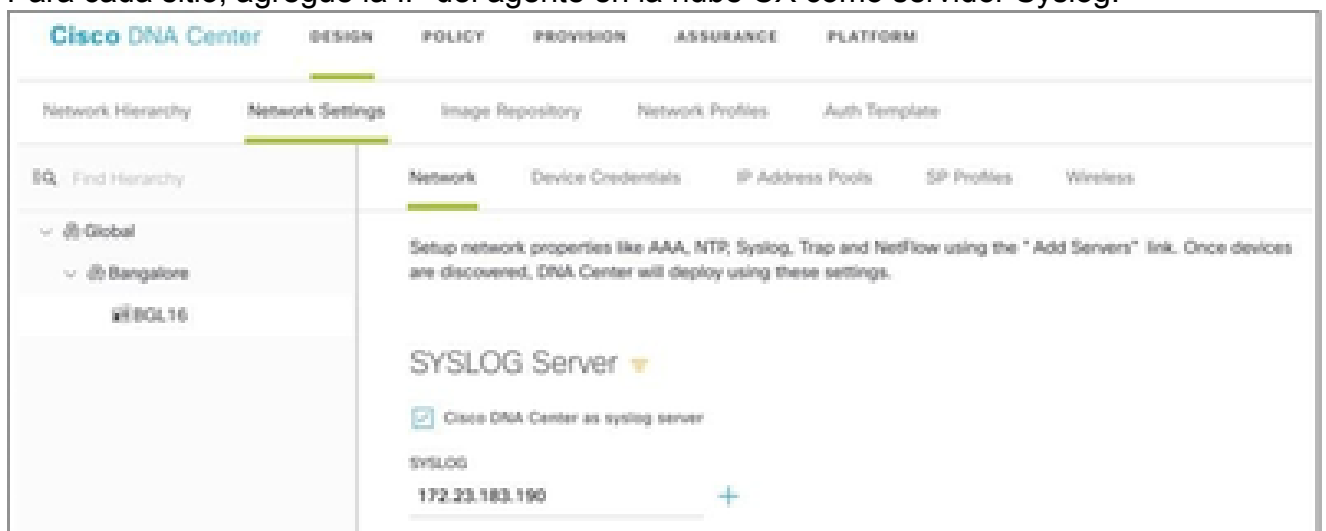 Para cada sitio, agregue la IP del agente en la nube CX como servidor Syslog.
Cisco DNA Center DESIGN POLICY PROVISION ASSURANCE PLATFORM
Network Hierarchy Network Settings Image Repository Network Profiles Auth Template
Find Hierarchy
Network Device Credentials IP Address Pools SP Profiles Wireless
Global
Bangalore
BGL16
Setup network properties like AAA, NTP, Syslog, Trap and NetFlow using the "Add Servers" link. Once devices
are discovered, DNA Center will deploy using these settings.
SYSLOG Server
Cisco DNA Center as syslog server
SYSLOG
172.23.183.190